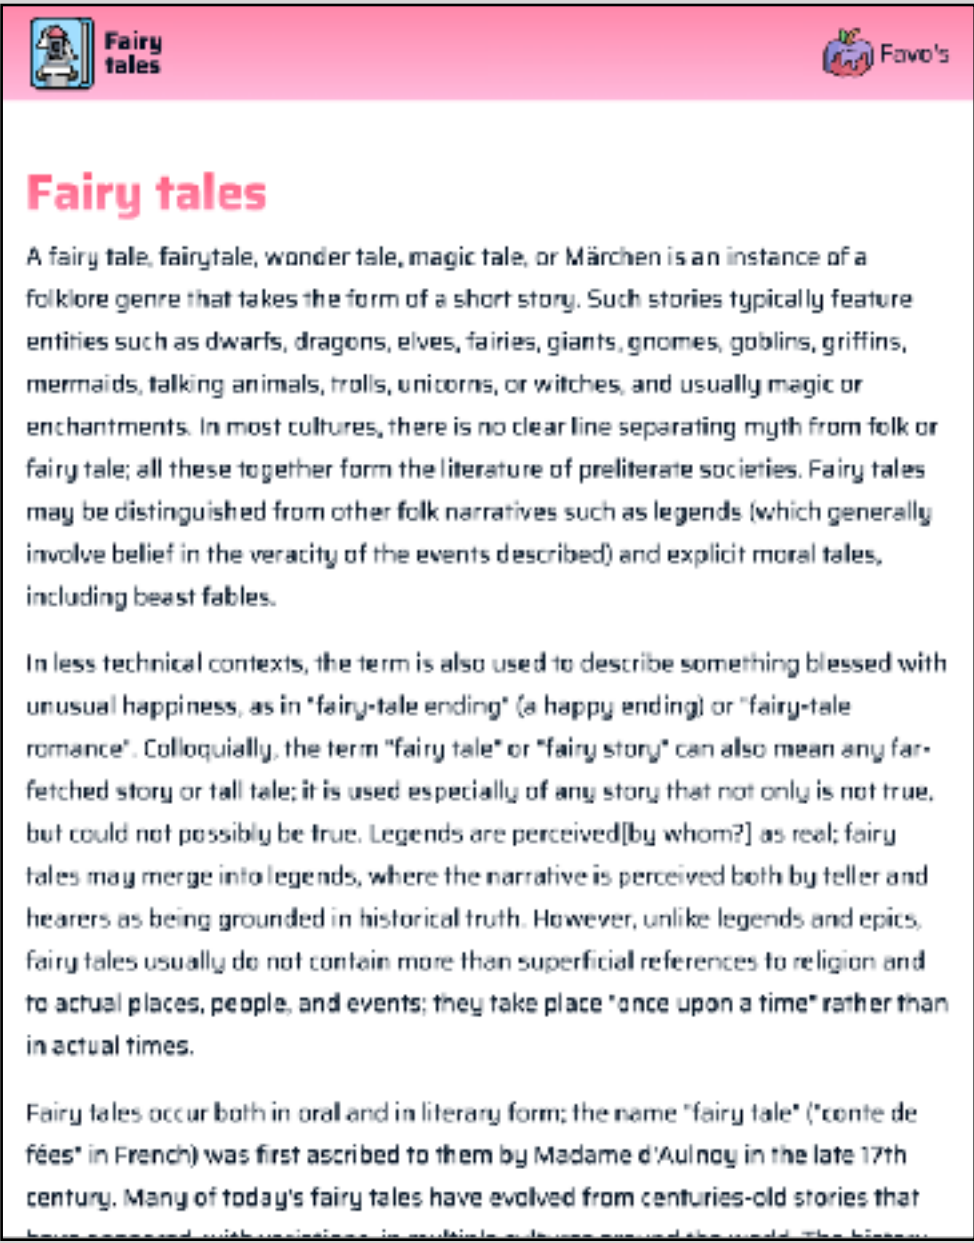 Fairy
tales
Favo's
Fairy tales
A fairy tale, fairytale, wonder tale, magic tale, or Märchen is an instance of a
folklore genre that takes the form of a short story. Such stories typically feature
entities such as dwarfs, dragons, elves, fairies, giants, gnomes, goblins, griffins,
mermaids, talking animals, trolls, unicorns, or witches, and usually magic or
enchantments. In most cultures, there is no clear line separating myth from folk or
fairy tale; all these together form the literature of preliterate societies. Fairy tales
may be distinguished from other folk narratives such as legends (which generally
involve belief in the veracity of the events described) and explicit moral tales,
including beast fables.
In less technical contexts, the term is also used to describe something blessed with
unusual happiness, as in "fairy-tale ending" (a happy ending) or "fairy-tale
romance". Colloquially, the term "fairy tale" or "fairy story" can also mean any far-
fetched story or tall tale; it is used especially of any story that not only is not true,
but could not possibly be true. Legends are perceived[by whom?] as real; fairy
tales may merge into legends, where the narrative is perceived both by teller and
hearers as being grounded in historical truth. However, unlike legends and epics,
fairy tales usually do not contain more than superficial references to religion and
to actual places, people, and events; they take place "once upon a time" rather than
in actual times.
Fairy tales occur both in oral and in literary form; the name "fairy tale" ("conte de
fées" in French) was first ascribed to them by Madame d'Aulnoy in the late 17th
century. Many of today's fairy tales have evolved from centuries-old stories that
have appeared, with variations, in multiple cultures around the world. The history